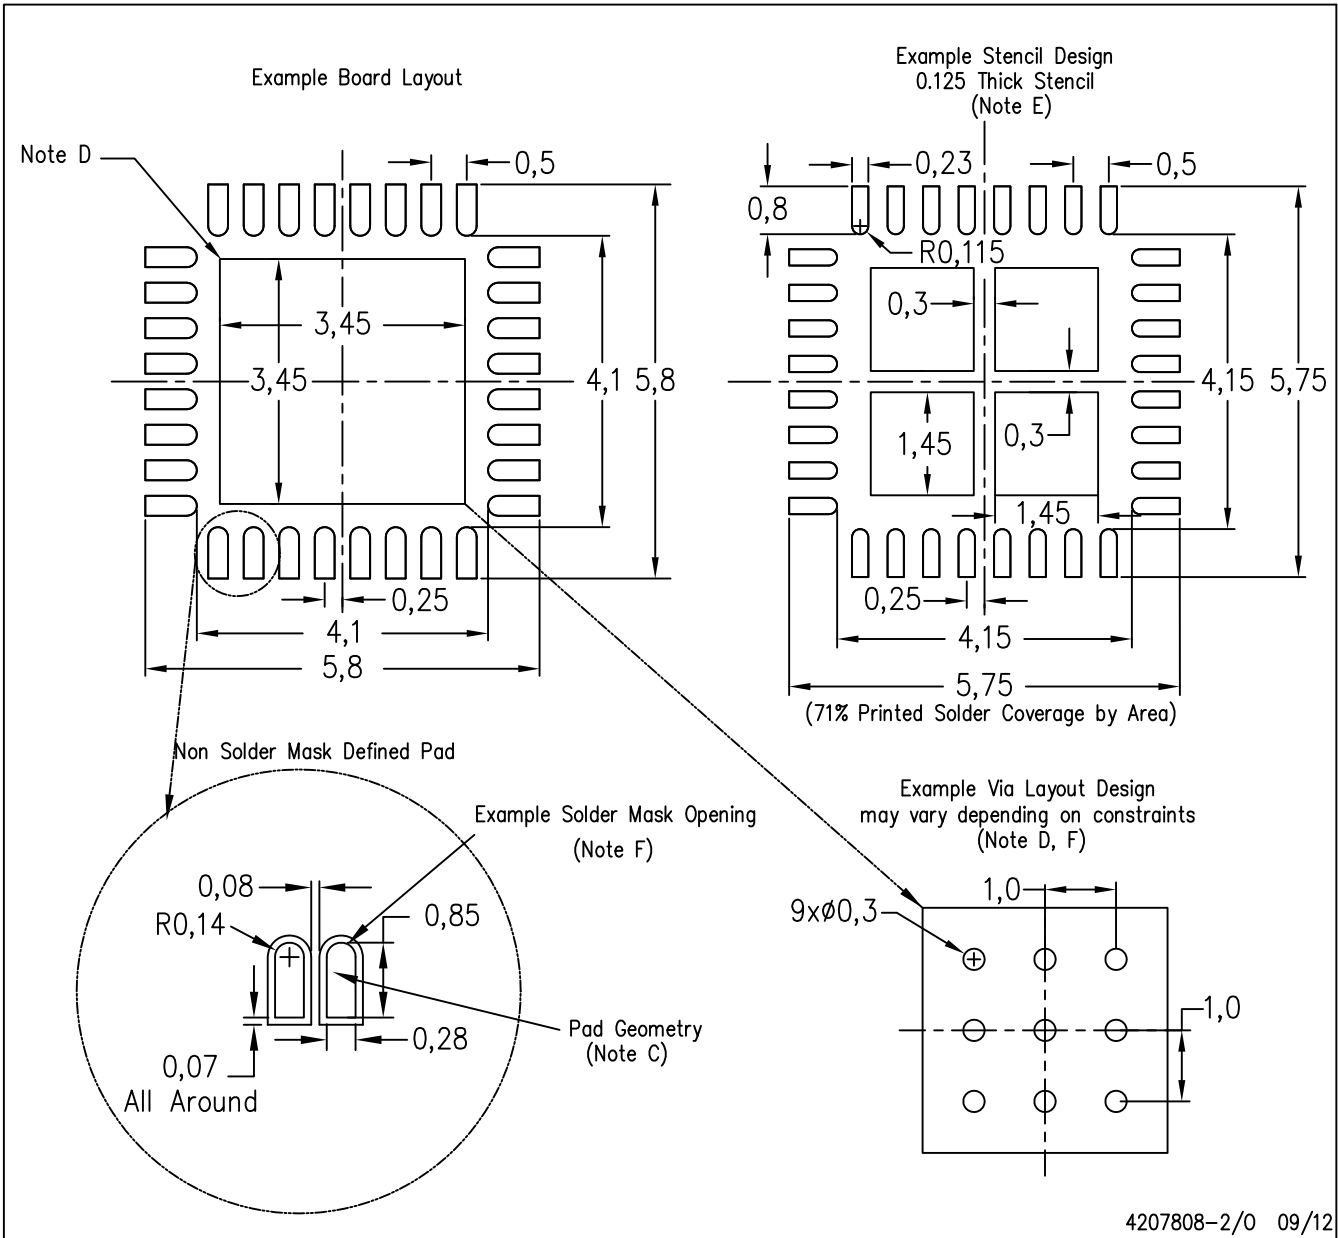 Example Board Layout
Example Stencil Design
0.125 Thick Stencil
(Note E)
Note D
0,5
0,23
0,5
0,8
R0,115
0,3
3,45
3,45
4,1
5,8
4,15
5,75
1,45
0,3
1,45
0,25
0,25
4,1
4,15
5,8
5,75
(71% Printed Solder Coverage by Area)
Non Solder Mask Defined Pad
Example Solder Mask Opening
(Note F)
Example Via Layout Design
may vary depending on constraints
(Note D, F)
0,08
R0,14
0,85
1,0
9xø0,3
Pad Geometry
(Note C)
0,28
1,0
0,07
All Around
4207808-2/O 09/12